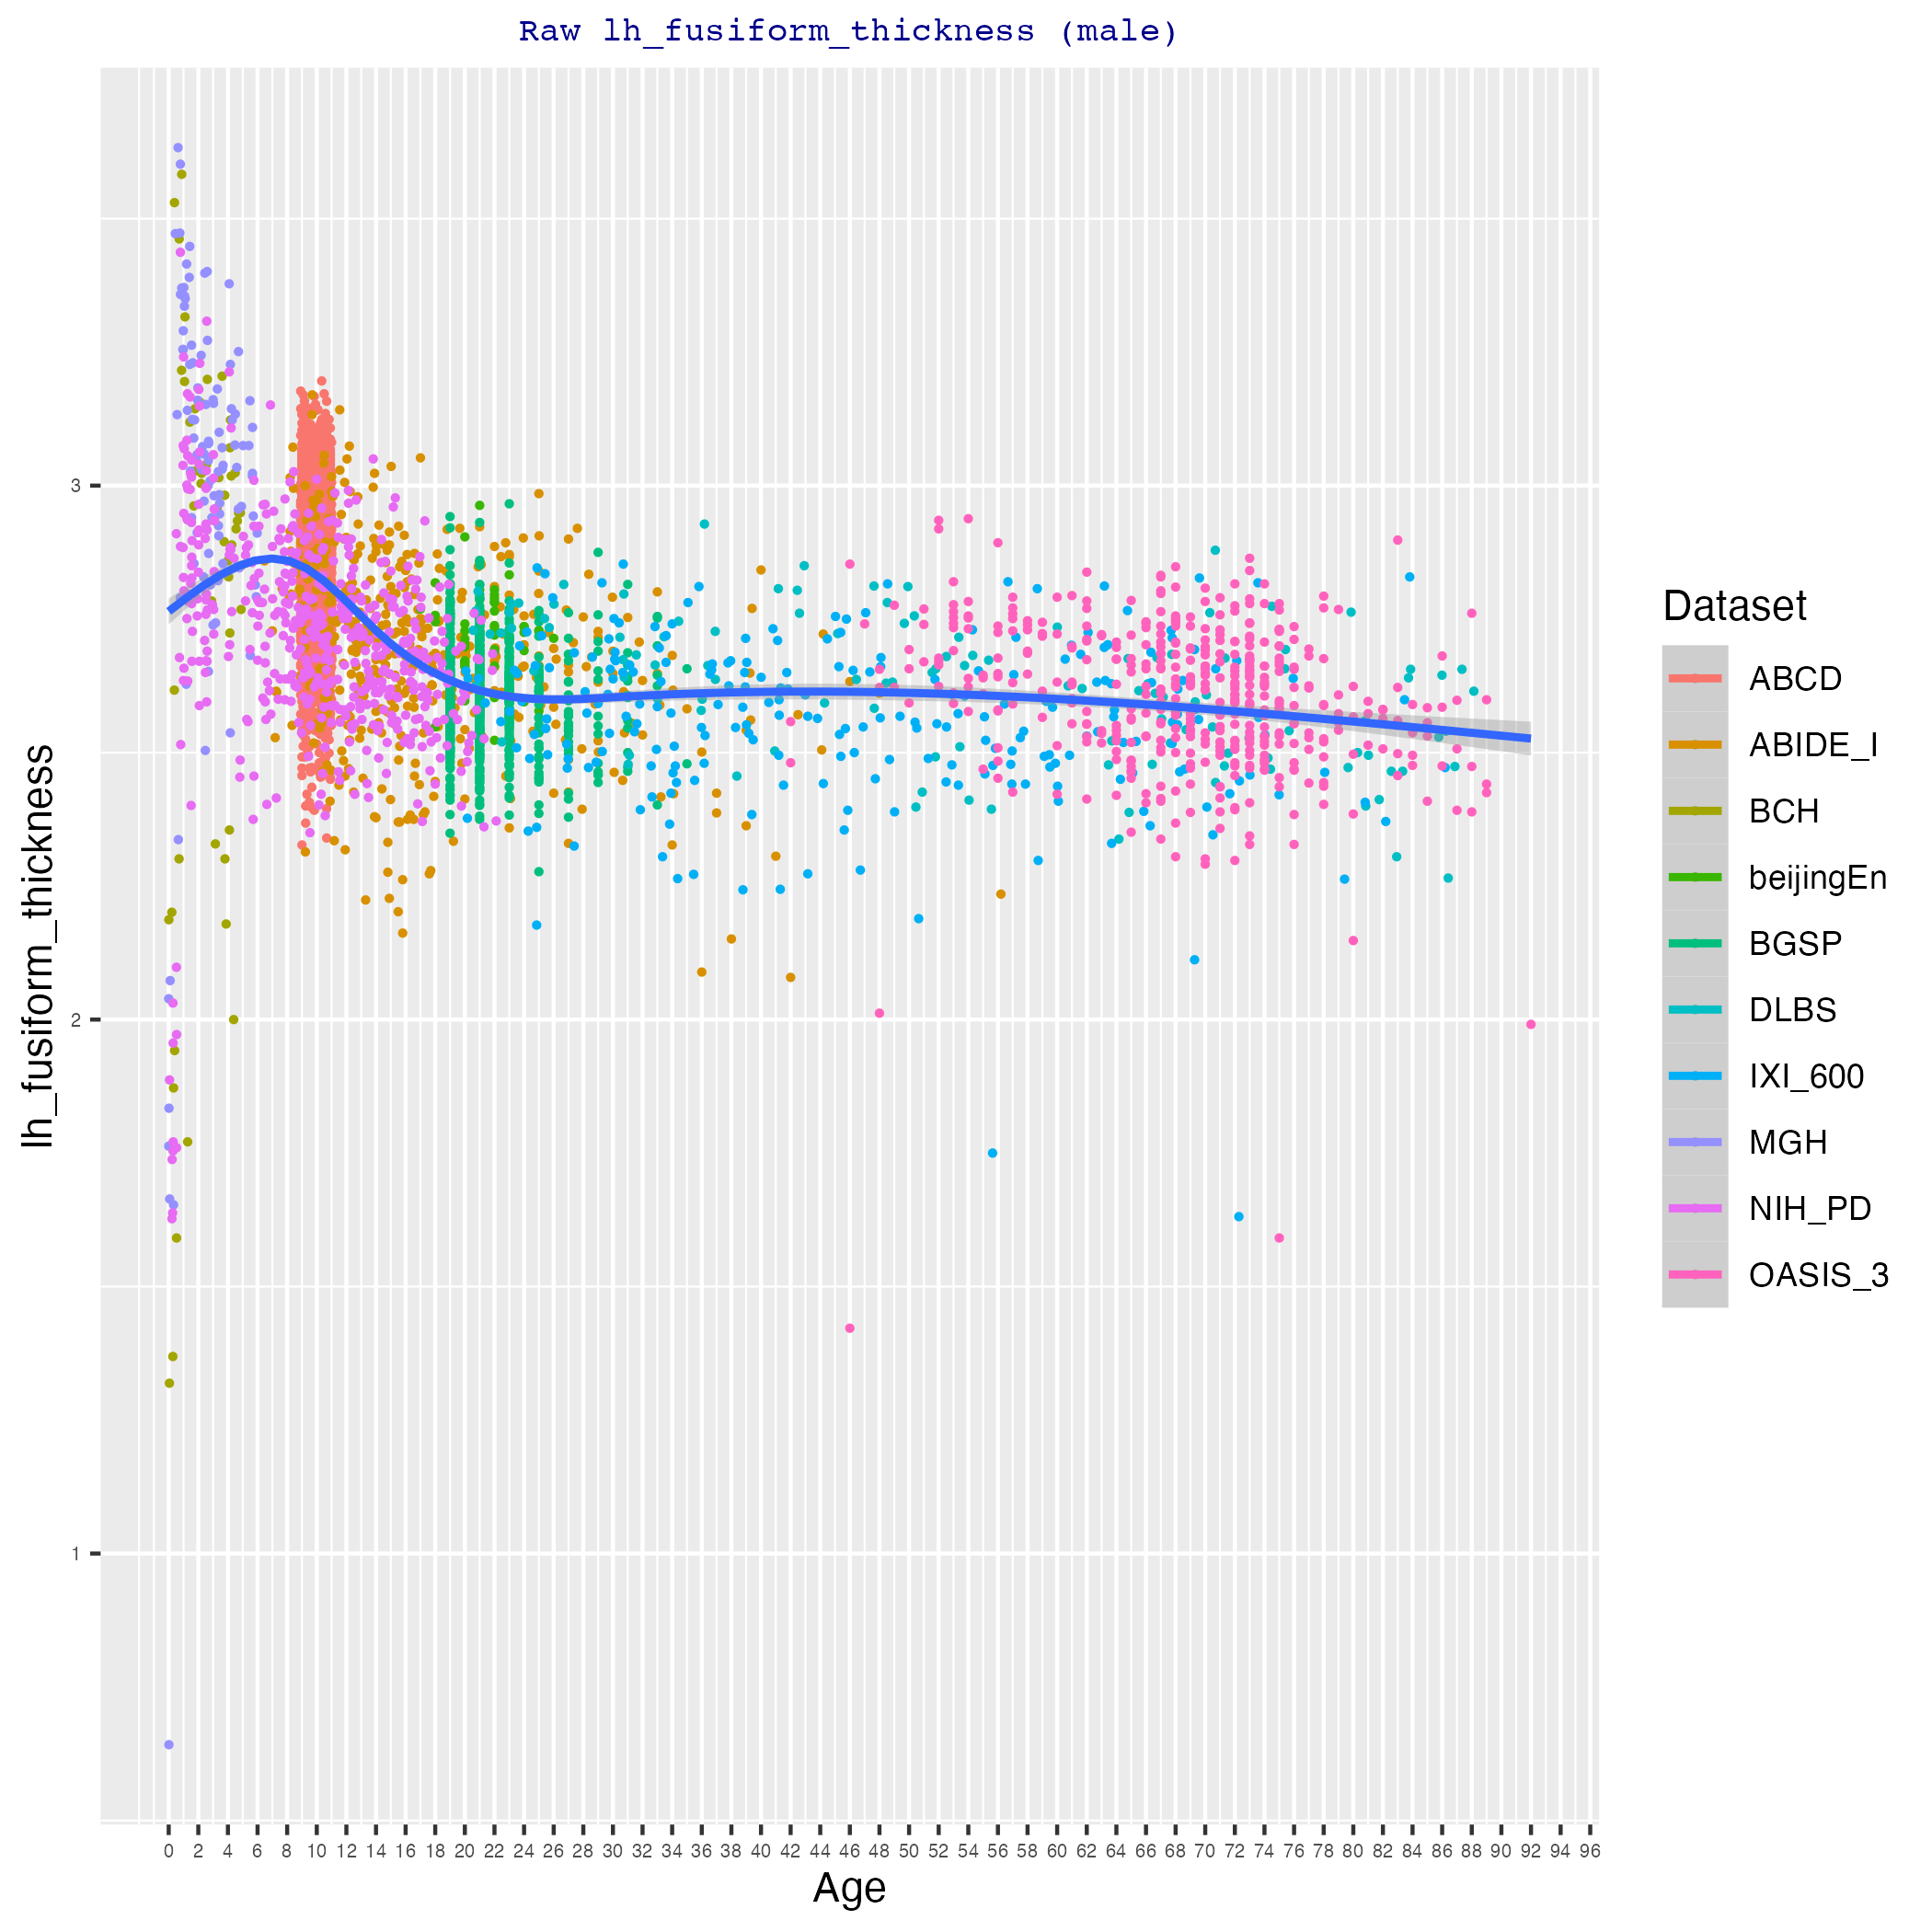 Raw lh_fusiform_thickness (male)
lh_fusiform_thickness
3
2
1
0 2 4 6 8 10 12 14 16 18 20 22 24 26 28 30 32 34 36 38 40 42 44 46 48 50 52 54 56 58 60 62 64 66 68 70 72 74 76 78 80 82 84 86 88 90 92 94 96
Age
Dataset
ABCD
ABIDE_I
BCH
beijingEn
BGSP
DLBS
IXI_600
MGH
NIH_PD
OASIS_3